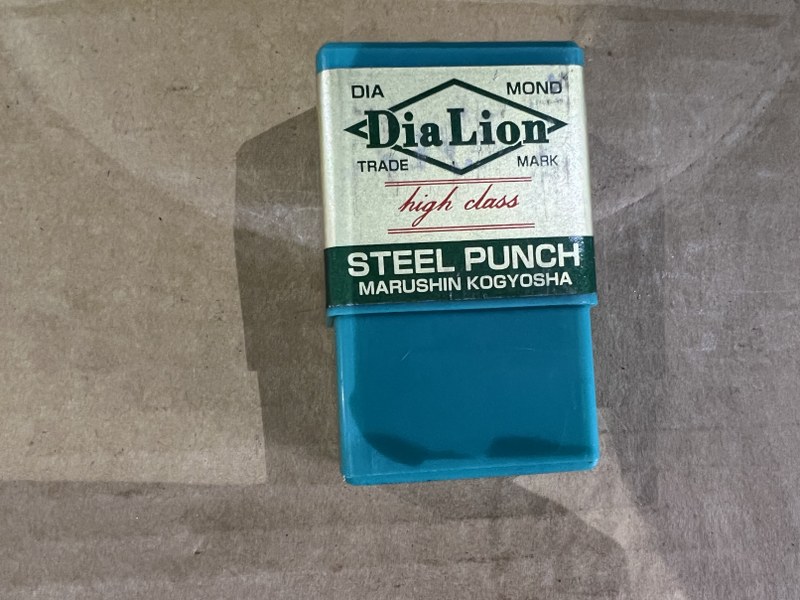 DIA MOND
DiaLion
TRADE MARK
high class
STEEL PUNCH
MARUSHIN KOGYOSHA